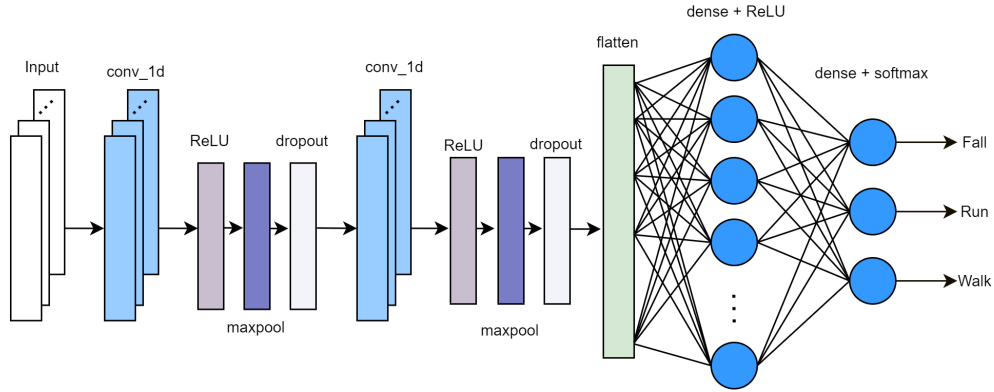 Input
conv_1d
ReLU
maxpool
dropout
conv_1d
ReLU
maxpool
dropout
flatten
dense + ReLU
dense + softmax
Fall
Run
Walk